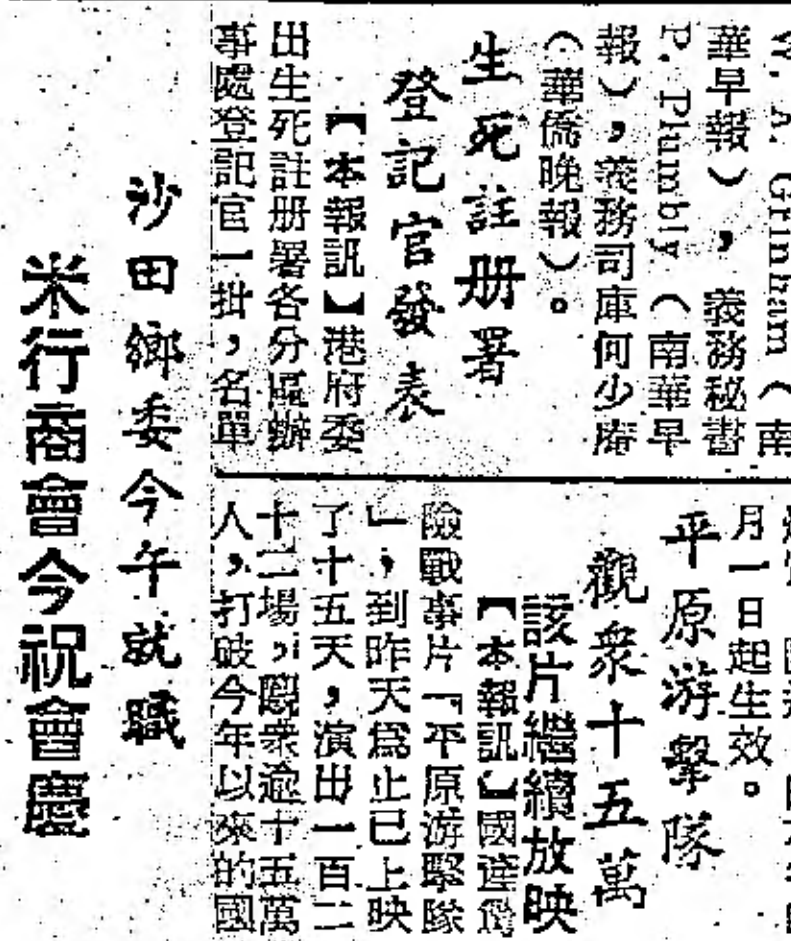 W. A. Grinham（南
華早報），義務秘書
P. Plumbly（南華早
報），義務司庫何少庵
（華僑晚報）。
生死註册署
登記官發表
【本報訊】港府委
出生死註册署各分區辦
事處登記官一批，名單
月一日起生效。
平原游擊隊
觀衆十五萬
該片繼續放映
【本報訊】國產
險戰事片「平原游擊隊
」，到昨天爲止已上映
了十五天，演出一百二
十二場，觀衆逾十五萬
人，打破今年以來的國
沙田鄉委今午就職
米行商會今祝會慶